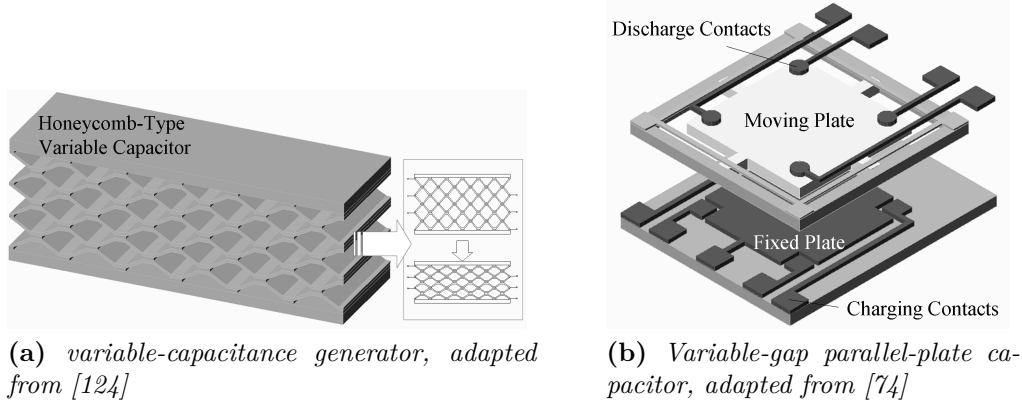 Honeycomb-Type
Variable Capacitor
(a) variable-capacitance generator, adapted
from [124]
Discharge Contacts
Moving Plate
Fixed Plate
Charging Contacts
(b) Variable-gap parallel-plate ca-
pacitor, adapted from [74]